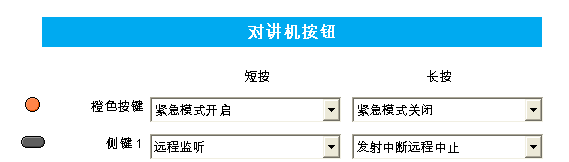 对讲机按钮
短按 长按
橙色按键 紧急模式开启 紧急模式关闭
侧键1 远程监听 发射中断远程中止